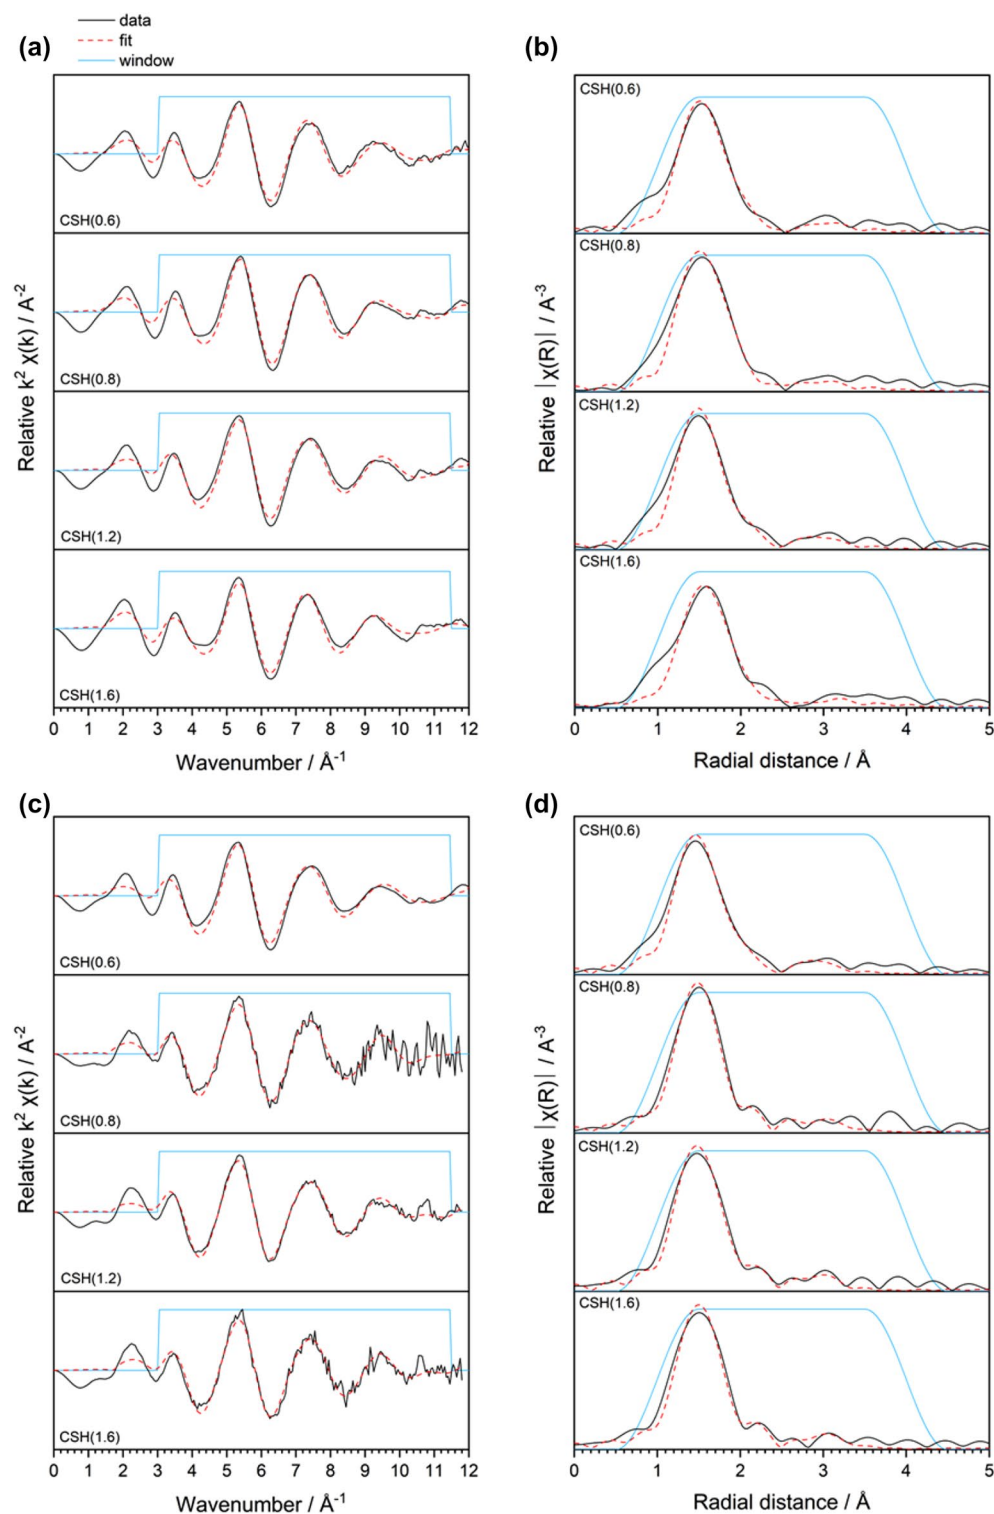 data
fit
window
(a)
(b)
CSH(0.6)
CSH(0.8)
CSH(1.2)
CSH(1.6)
Relative k² χ(k) / A⁻²
0 1 2 3 4 5 6 7 8 9 10 11 12
Wavenumber / Å⁻¹
CSH(0.6)
CSH(0.8)
CSH(1.2)
CSH(1.6)
Relative |χ(R)| / A⁻³
0 1 2 3 4 5
Radial distance / Å
(c)
(d)
CSH(0.6)
CSH(0.8)
CSH(1.2)
CSH(1.6)
Relative k² χ(k) / A⁻²
0 1 2 3 4 5 6 7 8 9 10 11 12
Wavenumber / Å⁻¹
CSH(0.6)
CSH(0.8)
CSH(1.2)
CSH(1.6)
Relative |χ(R)| / A⁻³
0 1 2 3 4 5
Radial distance / Å